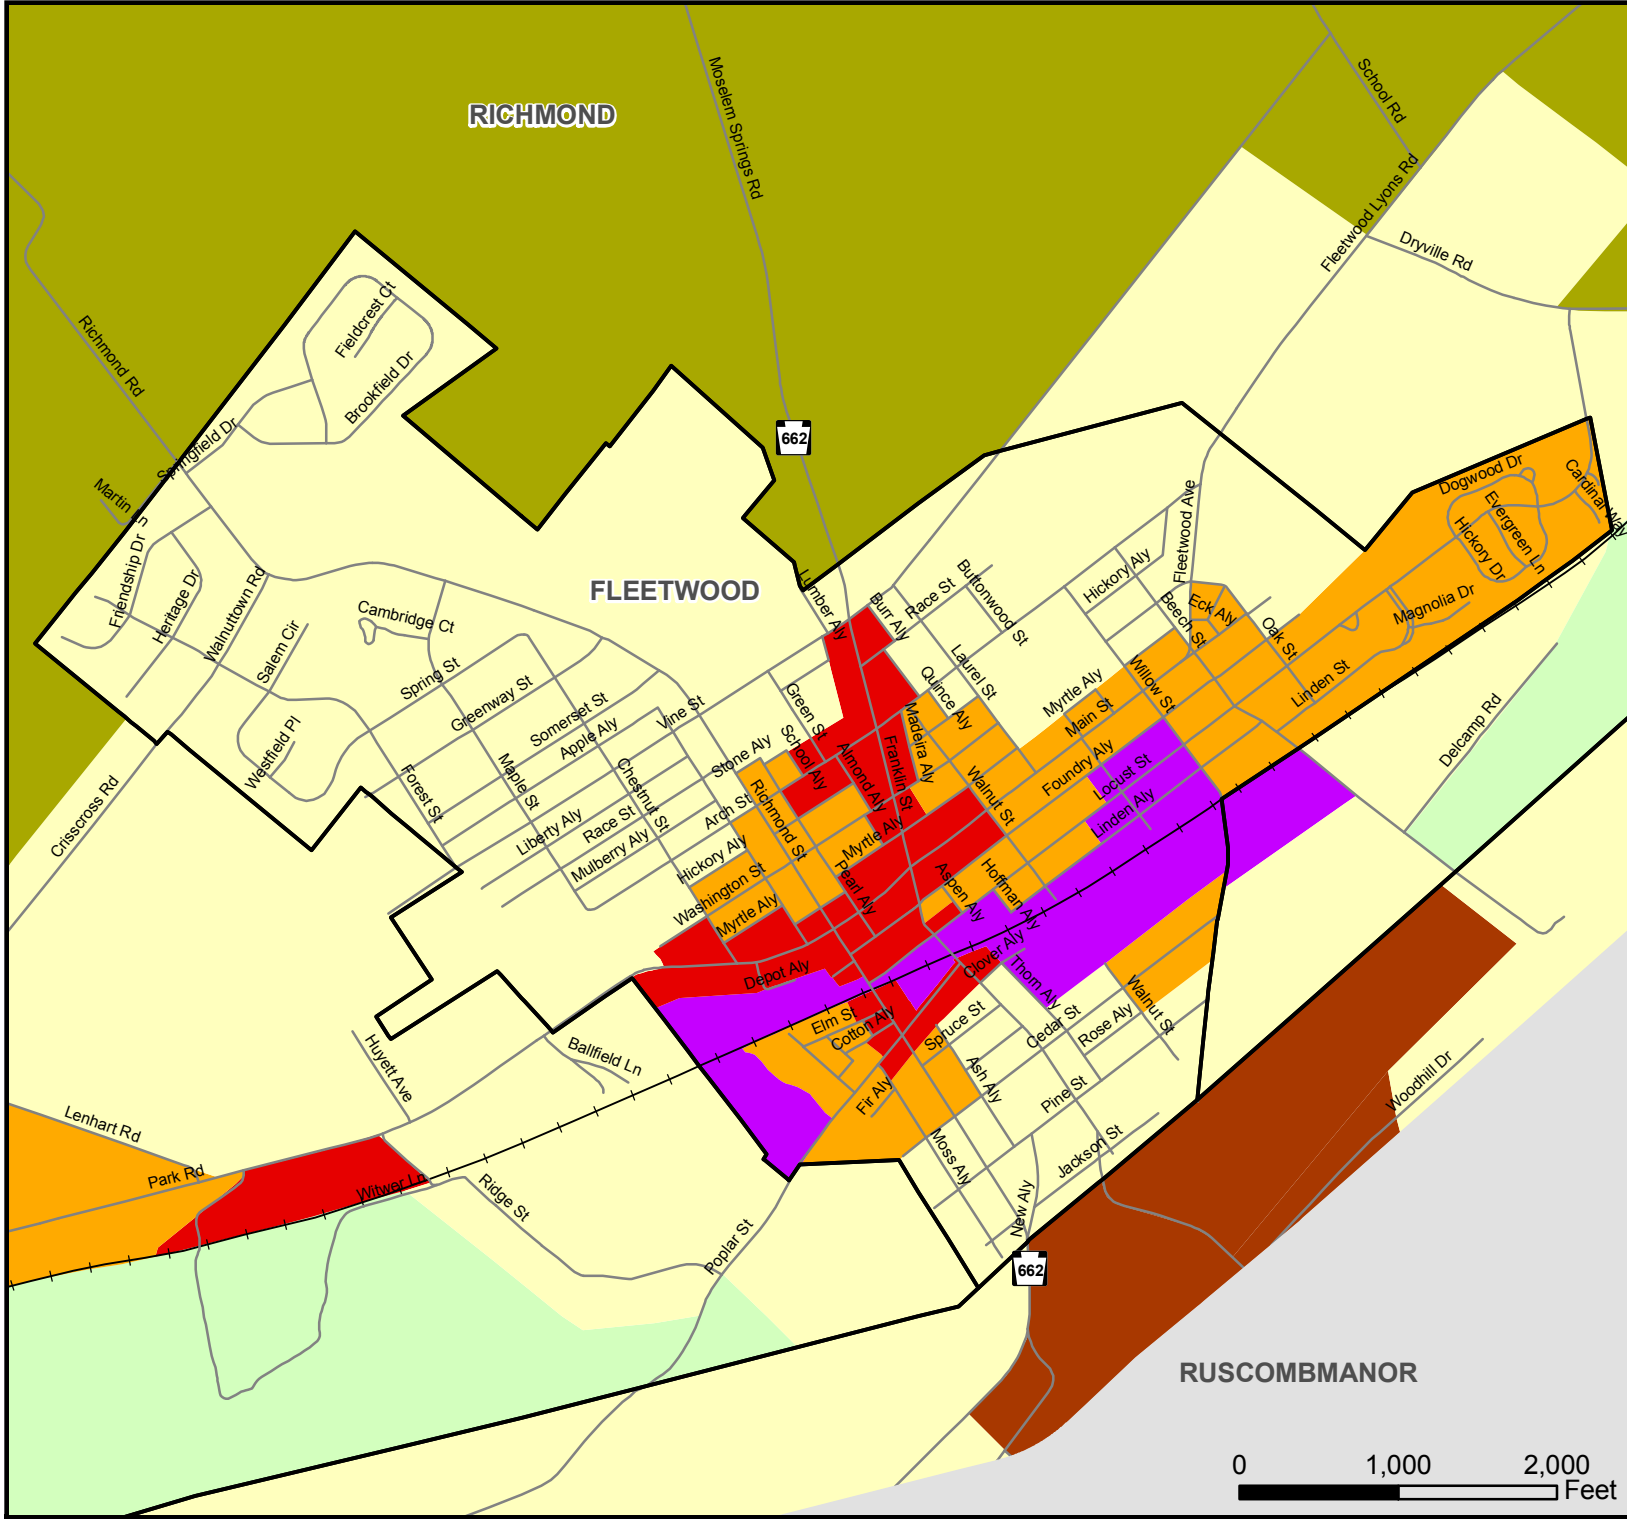 RICHMOND
Moselem Springs Rd
School Rd
Fleetwood Lyons Rd
Dryville Rd
Richmond Rd
Fieldcrest Ct
Brookfield Dr
Springfield Dr
Martin Ln
662
Friendship Dr
Heritage Dr
Walnuttown Rd
Salem Cir
Westfield Pl
Cambridge Ct
FLEETWOOD
Lumber Aly
Burr Aly
Race St
Buttonwood St
Hickory Aly
Fleetwood Ave
Beech St
Eck Aly
Oak St
Dogwood Dr
Cardinal Way
Evergreen Ln
Hickory Dr
Magnolia Dr
Linden St
Spring St
Greenway St
Somerset St
Apple Aly
Vine St
Green St
School Aly
Stone Aly
Almond Aly
Franklin St
Madeira Aly
Quince Aly
Laurel St
Myrtle Aly
Main St
Willow St
Foundry Aly
Locust St
Linden Aly
Delcamp Rd
Forest St
Maple St
Chestnut St
Liberty Aly
Race St
Mulberry Aly
Arch St
Richmond St
Hickory Aly
Washington St
Myrtle Aly
Myrtle Aly
Pearl Aly
Walnut St
Aspen Aly
Hoffman Aly
Crisscross Rd
Depot Aly
Clover Aly
Thorn Aly
Elm St
Cotton Aly
Spruce St
Cedar St
Rose Aly
Walnut St
Ash Aly
Pine St
Fir Aly
Moss Aly
Jackson St
New Aly
Huyett Ave
Ballfield Ln
Lenhart Rd
Park Rd
Witwer Ln
Ridge St
Poplar St
Woodhill Dr
662
RUSCOMBMANOR
0 1,000 2,000
Feet